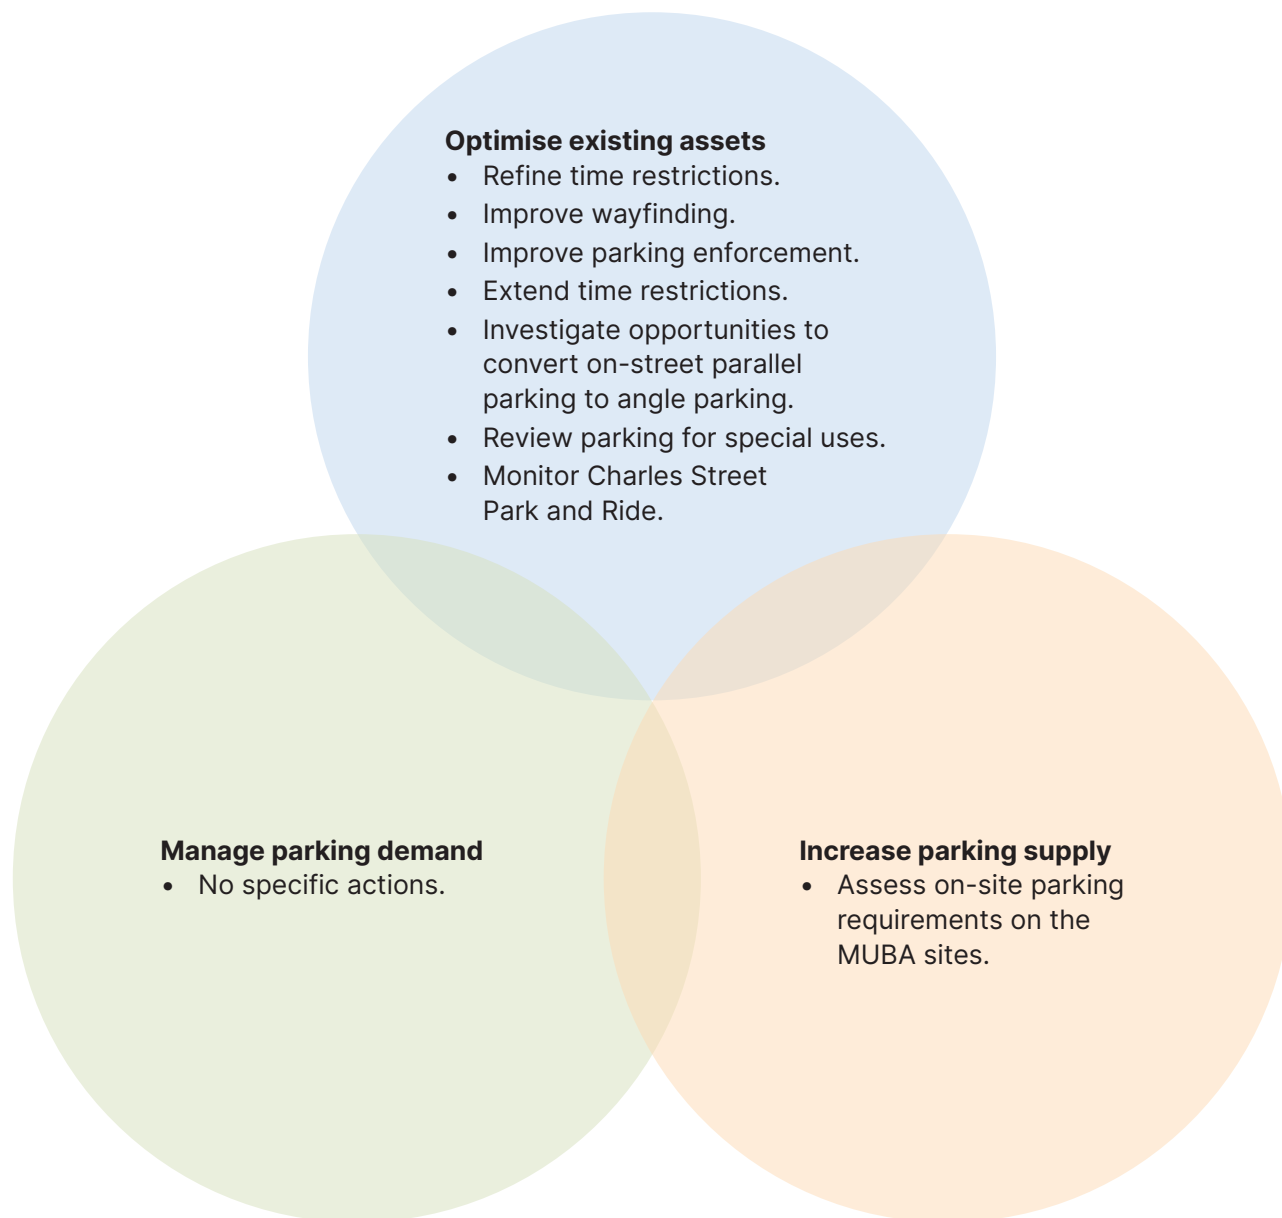 Optimise existing assets
• Refine time restrictions.
• Improve wayfinding.
• Improve parking enforcement.
• Extend time restrictions.
• Investigate opportunities to
convert on-street parallel
parking to angle parking.
• Review parking for special uses.
• Monitor Charles Street
Park and Ride.
Manage parking demand
• No specific actions.
Increase parking supply
• Assess on-site parking
requirements on the
MUBA sites.